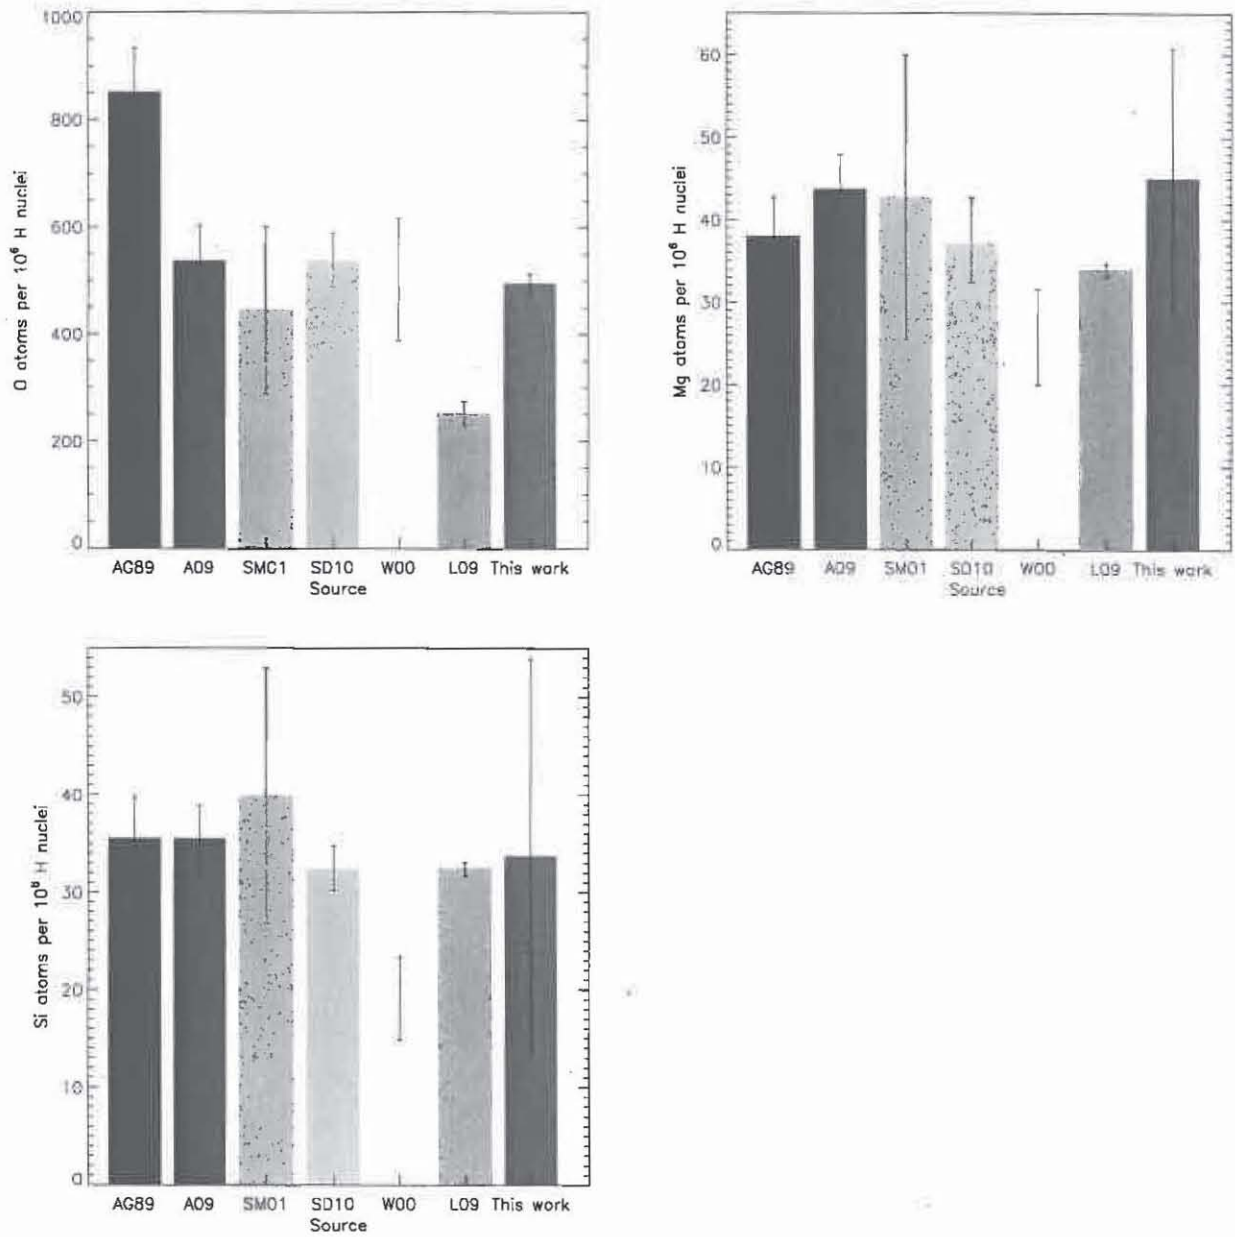 1000
800
600
400
200
0
O atoms per 10⁶ H nuclei
AG89 A09 SM01 SD10 W00 L09 This work
Source
60
50
40
30
20
10
0
Mg atoms per 10⁶ H nuclei
AG89 A09 SM01 SD10 W00 L09 This work
Source
50
40
30
20
10
0
Si atoms per 10⁶ H nuclei
AG89 A09 SM01 SD10 W00 L09 This work
Source